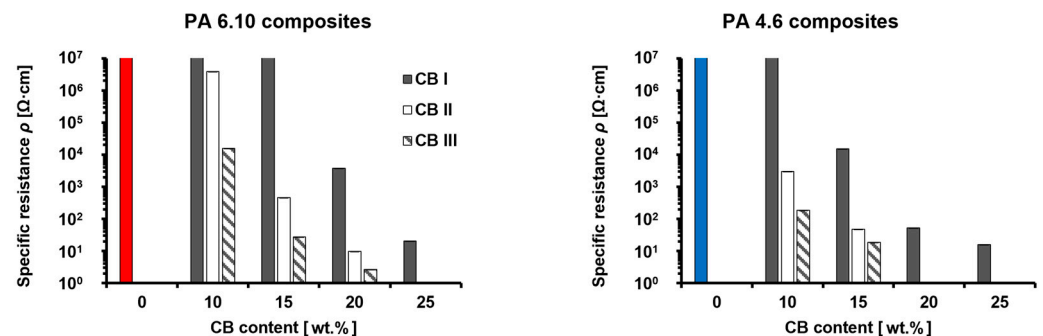 PA 6.10 composites
Specific resistance ρ [Ω·cm]
10⁷
10⁶
10⁵
10⁴
10³
10²
10¹
10⁰
CB I
CB II
CB III
0 10 15 20 25
CB content [ wt.%]
PA 4.6 composites
Specific resistance ρ [Ω·cm]
10⁷
10⁶
10⁵
10⁴
10³
10²
10¹
10⁰
0 10 15 20 25
CB content [ wt.%]